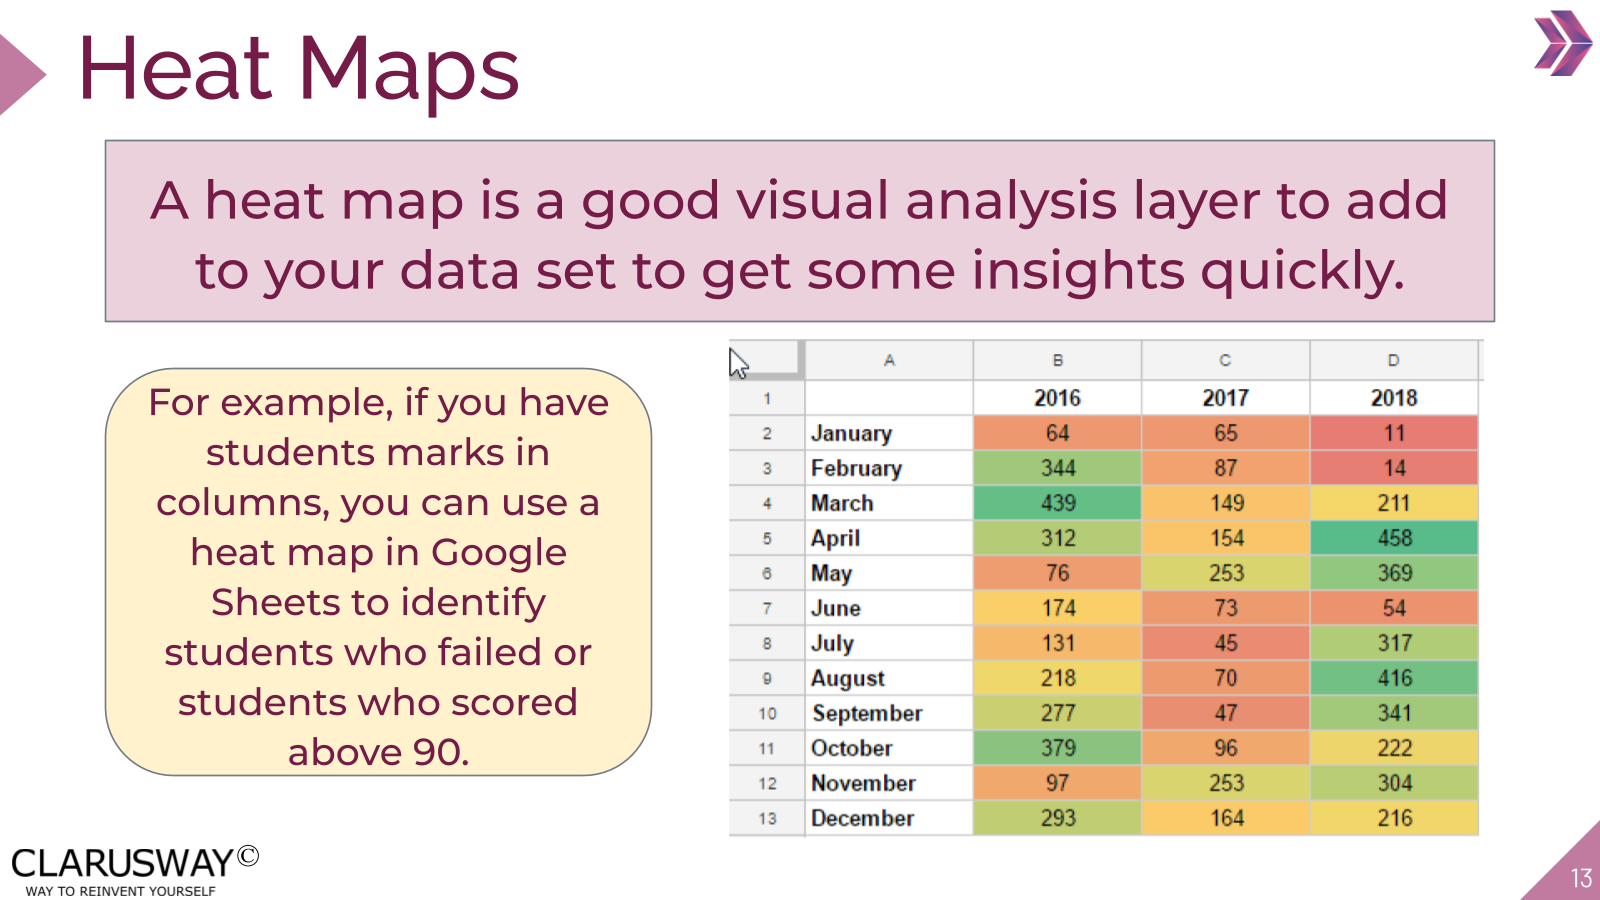 Heat Maps
A heat map is a good visual analysis layer to add
to your data set to get some insights quickly.
For example, if you have
students marks in
columns, you can use a
heat map in Google
Sheets to identify
students who failed or
students who scored
above 90.
A B C D
1 2016 2017 2018
2 January 64 65 11
3 February 344 87 14
4 March 439 149 211
5 April 312 154 458
6 May 76 253 369
7 June 174 73 54
8 July 131 45 317
9 August 218 70 416
10 September 277 47 341
11 October 379 96 222
12 November 97 253 304
13 December 293 164 216
CLARUSWAY©
WAY TO REINVENT YOURSELF
13